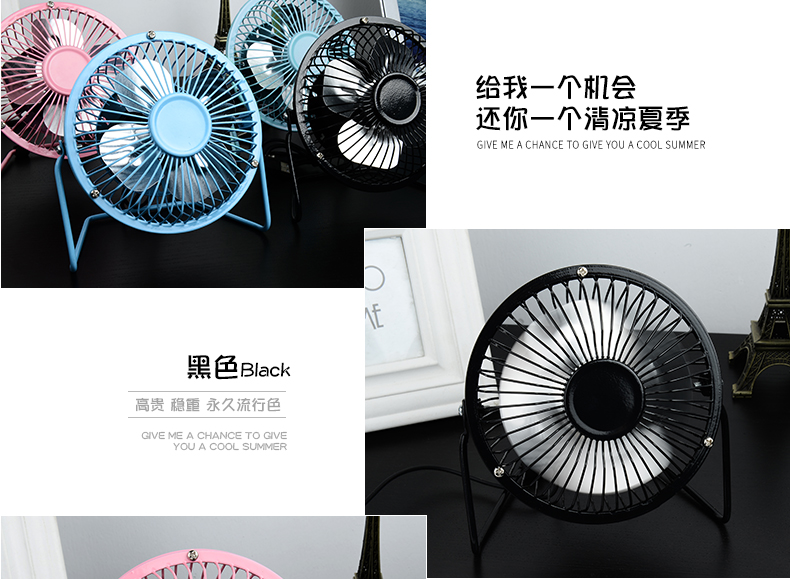 给我一个机会
还你一个清凉夏季
GIVE ME A CHANCE TO GIVE YOU A COOL SUMMER
黑色Black
高贵 稳重 永久流行色
GIVE ME A CHANCE TO GIVE
YOU A COOL SUMMER